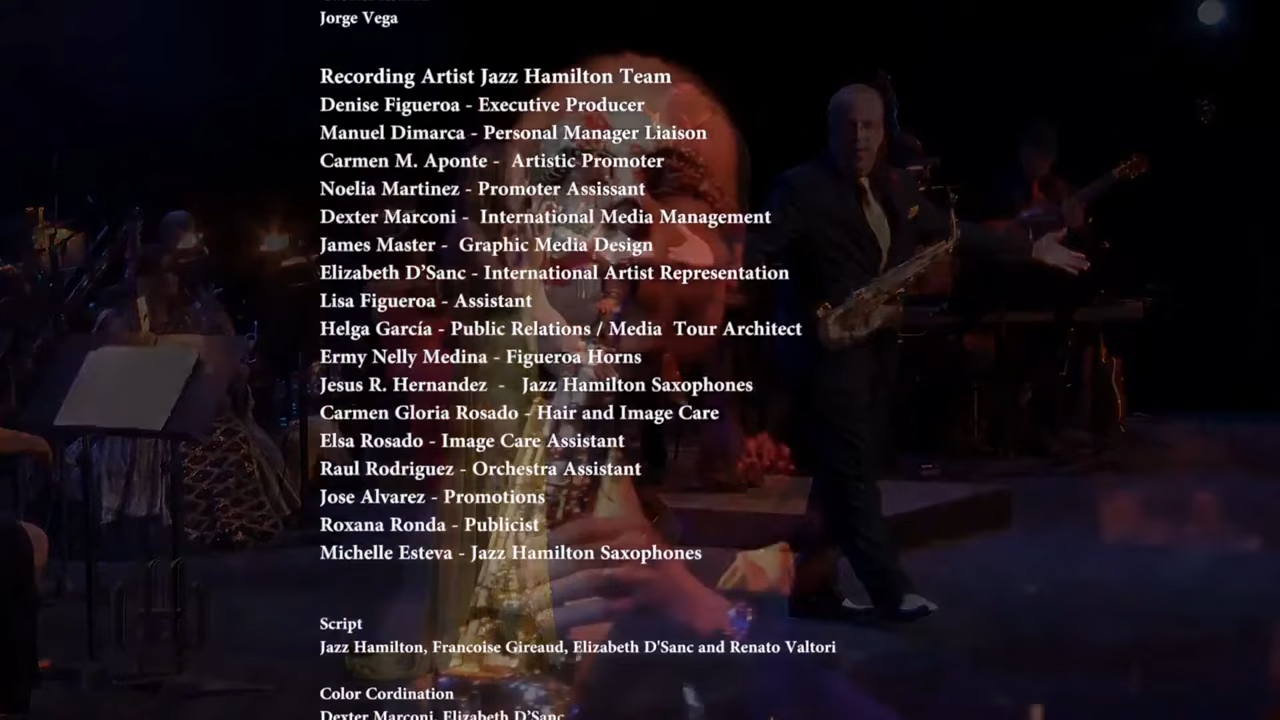 Jorge Vega
Recording Artist Jazz Hamilton Team
Denise Figueroa - Executive Producer
Manuel Dimarca - Personal Manager Liaison
Carmen M. Aponte -  Artistic Promoter
Noelia Martinez - Promoter Assissant
Dexter Marconi -  International Media Management
James Master -  Graphic Media Design
Elizabeth D’Sanc - International Artist Representation
Lisa Figueroa - Assistant
Helga García - Public Relations / Media  Tour Architect
Ermy Nelly Medina - Figueroa Horns
Jesus R. Hernandez  -   Jazz Hamilton Saxophones
Carmen Gloria Rosado - Hair and Image Care
Elsa Rosado - Image Care Assistant
Raul Rodriguez - Orchestra Assistant
Jose Alvarez - Promotions
Roxana Ronda - Publicist
Michelle Esteva - Jazz Hamilton Saxophones
Script
Jazz Hamilton, Francoise Gireaud, Elizabeth D'Sanc and Renato Valtori
Color Cordination
Dexter Marconi, Elizabeth D’Sanc